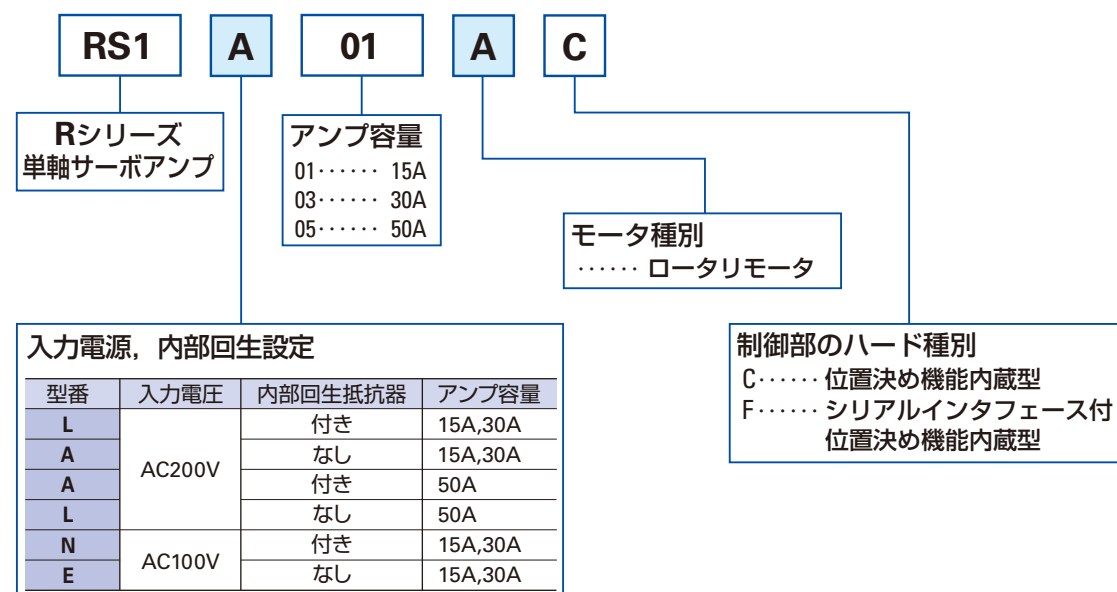 RS1 A 01 A C
Rシリーズ
単軸サーボアンプ
アンプ容量
01‥‥‥ 15A
03‥‥‥ 30A
05‥‥‥ 50A
モータ種別
‥‥‥ ロータリモータ
入力電源，内部回生設定
型番 入力電圧 内部回生抵抗器 アンプ容量
L AC200V 付き 15A,30A
A なし 15A,30A
A 付き 50A
L なし 50A
N AC100V 付き 15A,30A
E なし 15A,30A
制御部のハード種別
C‥‥‥ 位置決め機能内蔵型
F‥‥‥ シリアルインタフェース付
位置決め機能内蔵型